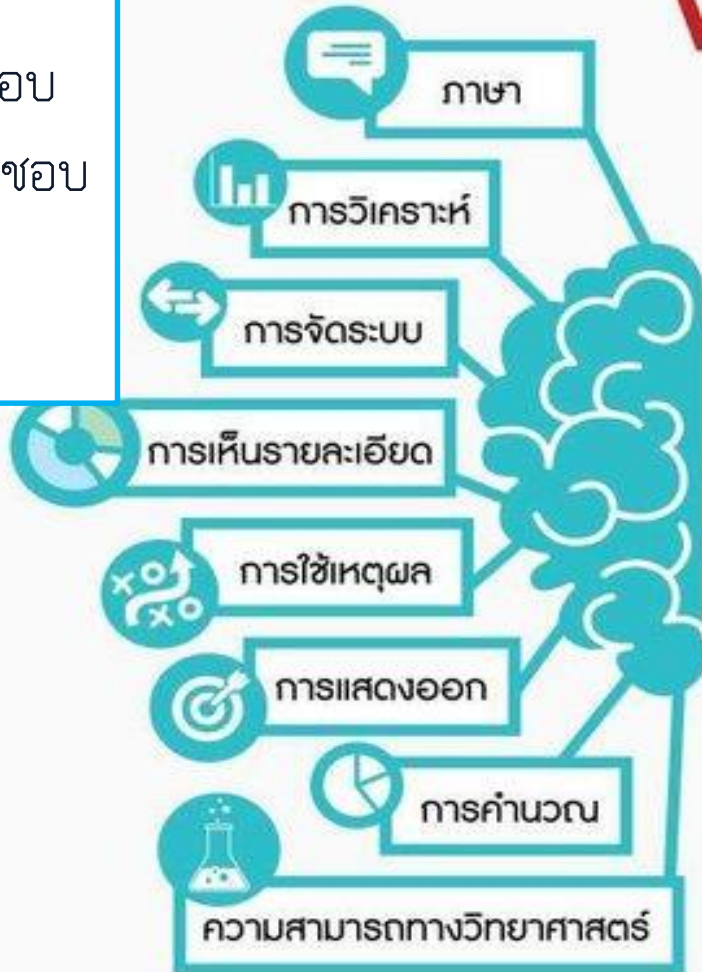 ชอบ
ภาษา
การวิเคราะห์
การจัดระบบ
การเห็นรายละเอียด
การใช้เหตุผล
การแสดงออก
การคำนวณ
ความสามารถทางวิทยาศาสตร์